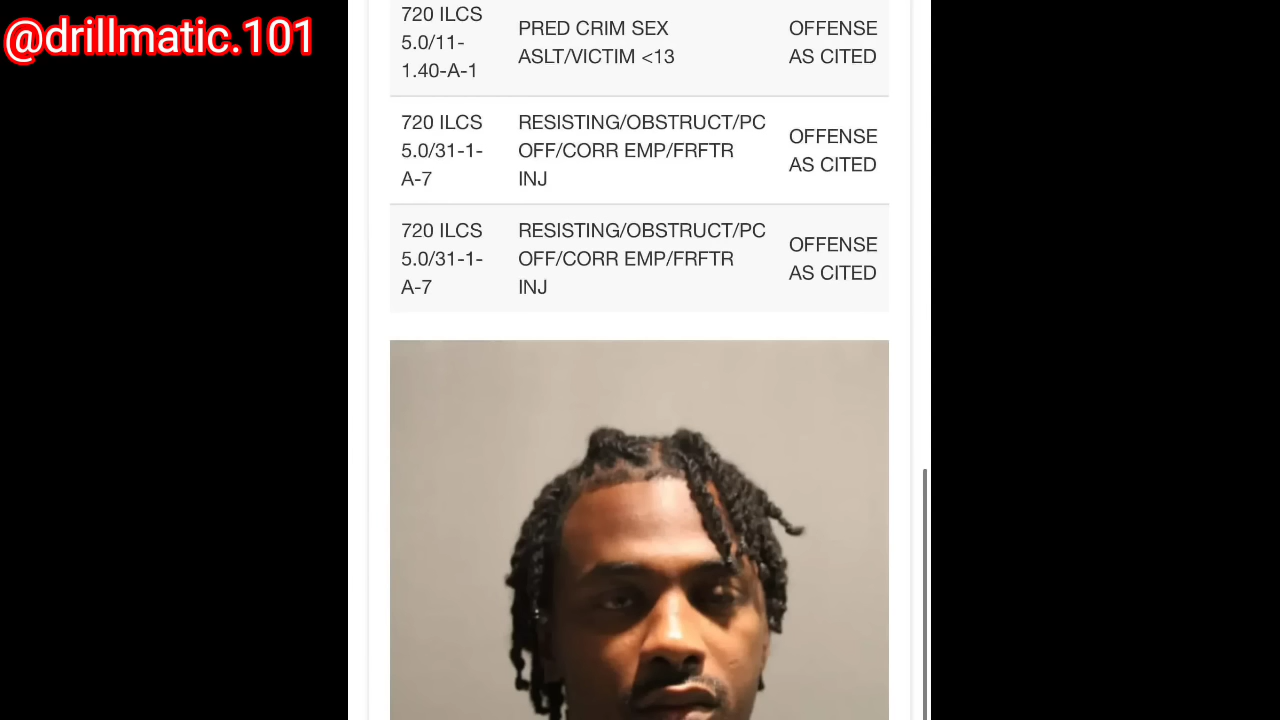 @drillmatic.101
720 ILCS
5.0/11-
1.40-A-1
PRED CRIM SEX
ASLT/VICTIM <13
OFFENSE
AS CITED
720 ILCS
5.0/31-1-
A-7
RESISTING/OBSTRUCT/PC
OFF/CORR EMP/FRFTR
INJ
OFFENSE
AS CITED
720 ILCS
5.0/31-1-
A-7
RESISTING/OBSTRUCT/PC
OFF/CORR EMP/FRFTR
INJ
OFFENSE
AS CITED